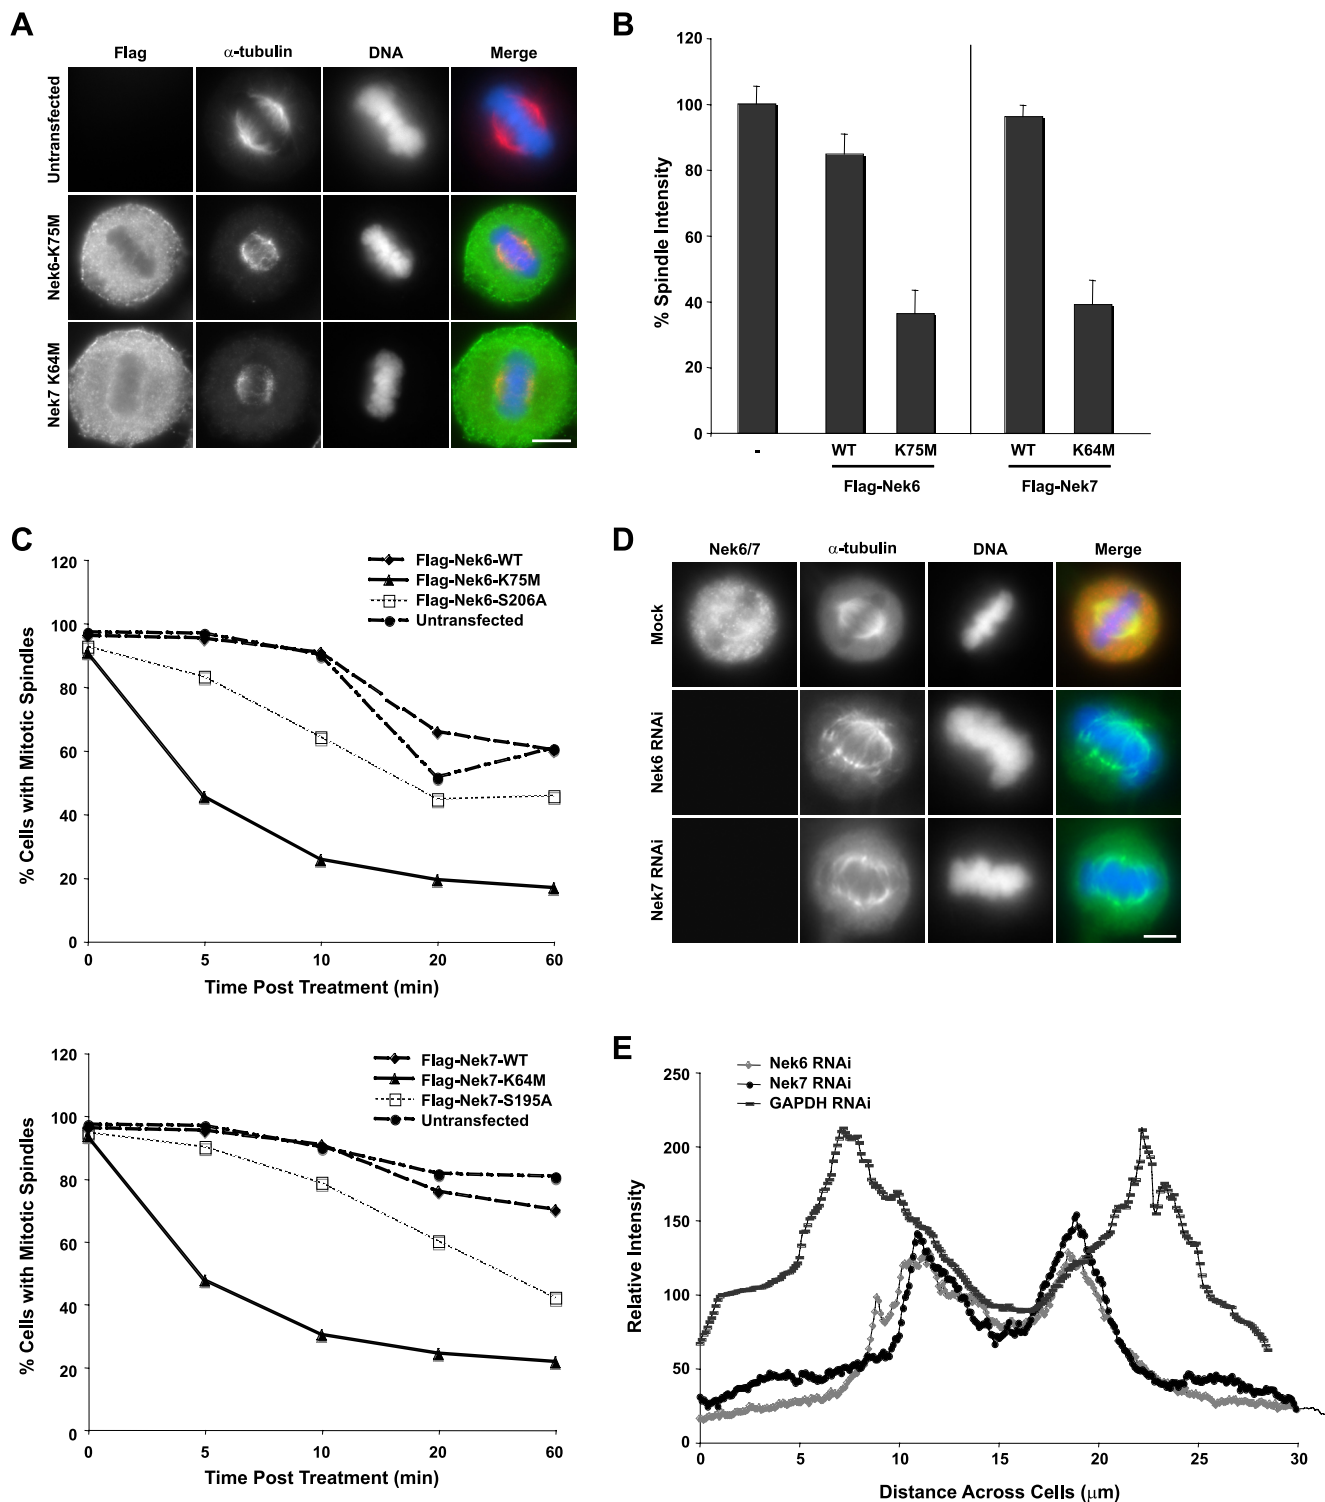 A
Flag α-tubulin DNA Merge
Untransfected
Nek6-K75M
Nek7 K64M
B
% Spindle Intensity
120
100
80
60
40
20
0
- WT K75M WT K64M
Flag-Nek6 Flag-Nek7
C
Flag-Nek6-WT
Flag-Nek6-K75M
Flag-Nek6-S206A
Untransfected
% Cells with Mitotic Spindles
120
100
80
60
40
20
0
0 5 10 20 60
Time Post Treatment (min)
Flag-Nek7-WT
Flag-Nek7-K64M
Flag-Nek7-S195A
Untransfected
% Cells with Mitotic Spindles
120
100
80
60
40
20
0
0 5 10 20 60
Time Post Treatment (min)
D
Nek6/7 α-tubulin DNA Merge
Mock
Nek6 RNAi
Nek7 RNAi
E
Nek6 RNAi
Nek7 RNAi
GAPDH RNAi
Relative Intensity
250
200
150
100
50
0
0 5 10 15 20 25 30
Distance Across Cells (μm)